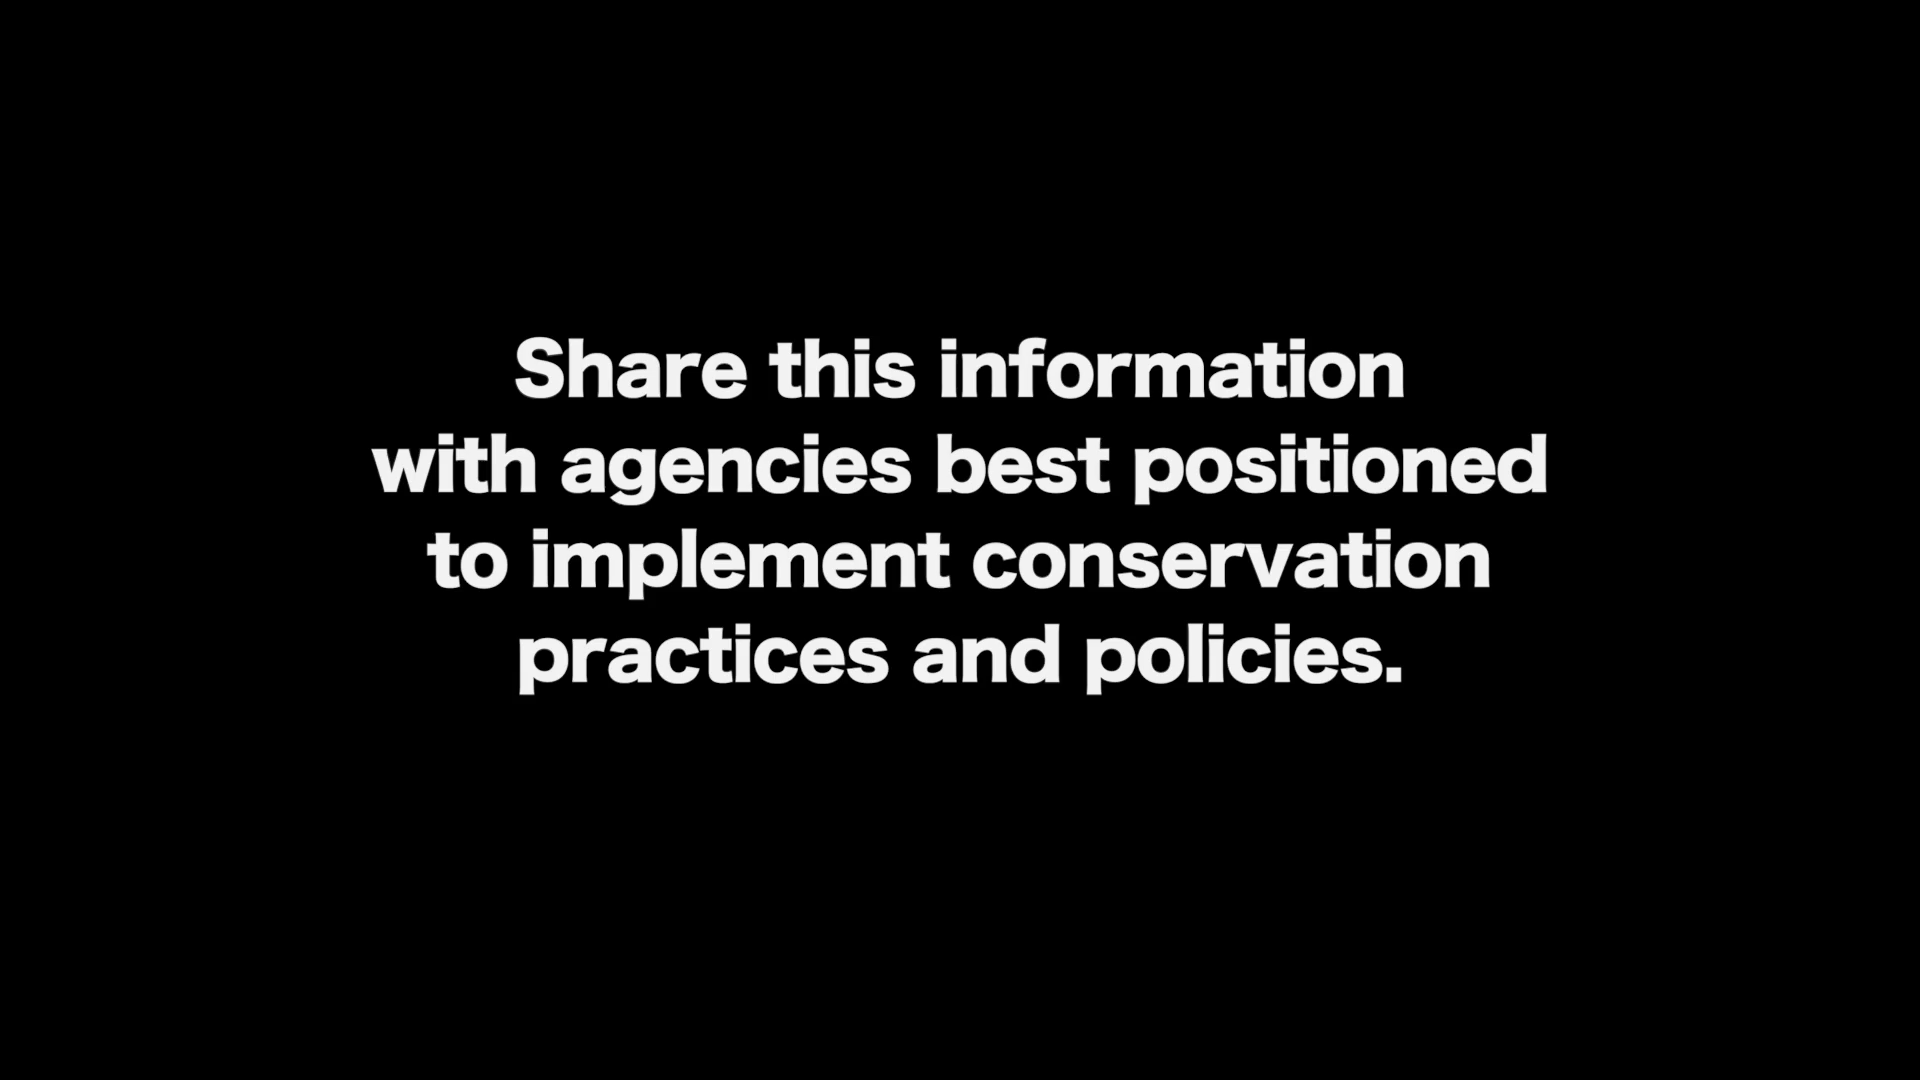 Share this information
with agencies best positioned
to implement conservation
practices and policies.